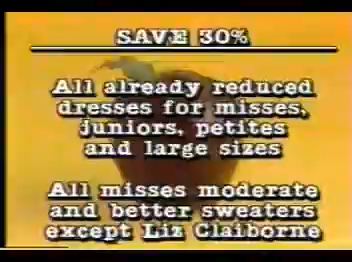 SAVE 30%
All already reduced
dresses for misses,
juniors, petites
and large sizes
All misses moderate
and better sweaters
except Liz Claiborne